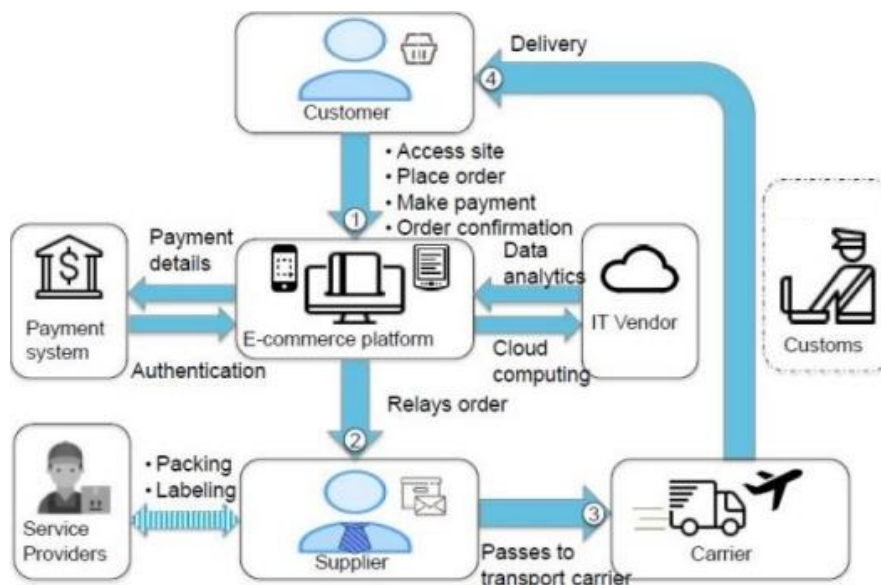 Delivery
4
Customer
• Access site
• Place order
• Make payment
• Order confirmation
1
Payment
details
Data
analytics
$
Payment
system
E-commerce platform
IT Vendor
Customs
Authentication
Cloud
computing
Relays order
2
• Packing
• Labeling
Service
Providers
Supplier
3
Passes to
transport carrier
Carrier